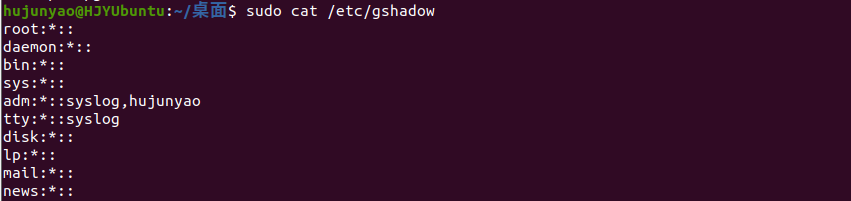 hujunyao@HJYUbuntu:~/桌面$ sudo cat /etc/gshadow
root:*::
daemon:*::
bin:*::
sys:*::
adm:*::syslog,hujunyao
tty:*::syslog
disk:*::
lp:*::
mail:*::
news:*::